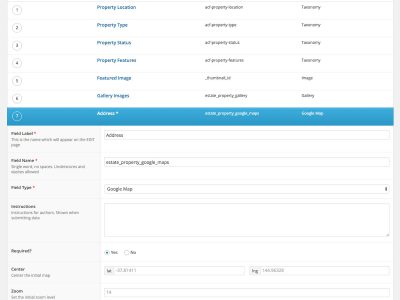 1 Property Location acf-property-location Taxonomy
2 Property Type acf-property-type Taxonomy
3 Property Status acf-property-status Taxonomy
4 Property Features acf-property-features Taxonomy
5 Featured Image _thumbnail_id Image
6 Gallery Images estate_property_gallery Gallery
7 Address * estate_property_google_maps Google Map
Field Label *
This is the name which will appear on the EDIT
page
Address
Field Name *
Single word, no spaces. Underscores and
dashes allowed
estate_property_google_maps
Field Type *
Google Map
Instructions
Instructions for authors. Shown when
submitting data
Required?
Yes No
Center
Center the initial map
lat -37.81411 lng 144.96328
Zoom
Set the initial zoom level
14